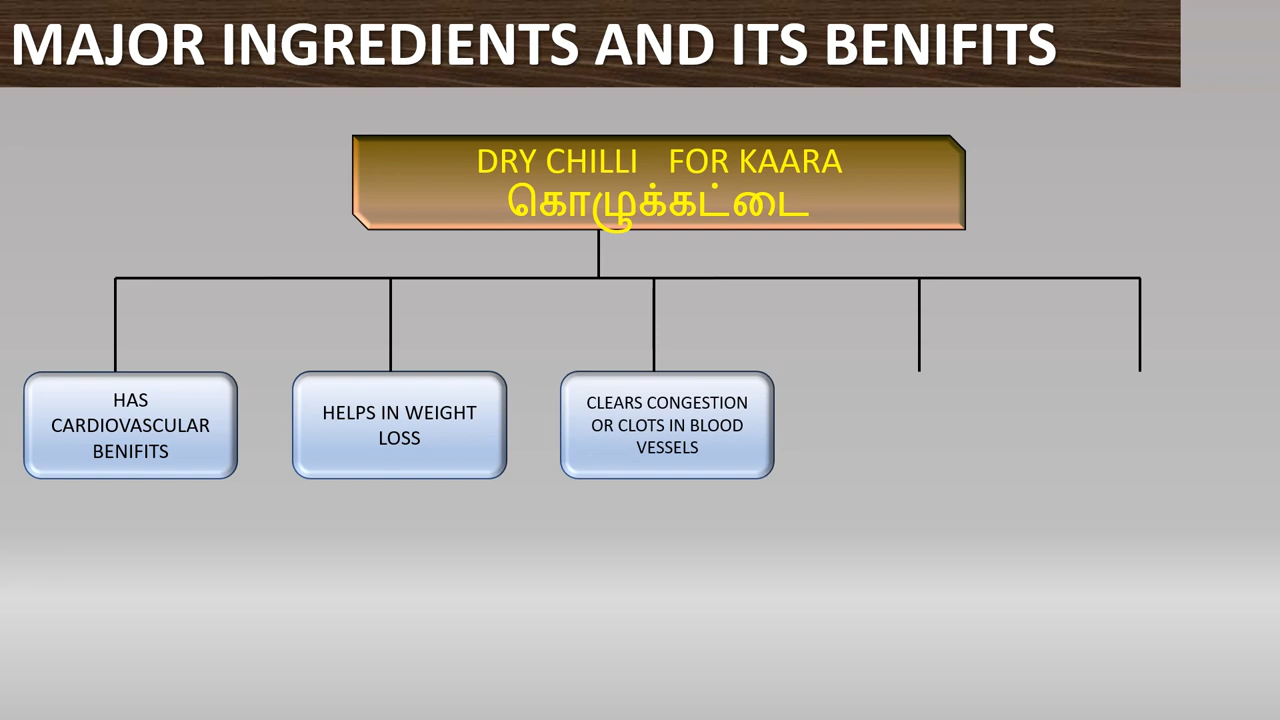 MAJOR INGREDIENTS AND ITS BENIFITS
DRY CHILLI FOR KAARA
கொழுக்கட்டை
HAS
CARDIOVASCULAR
BENIFITS
HELPS IN WEIGHT
LOSS
CLEARS CONGESTION
OR CLOTS IN BLOOD
VESSELS